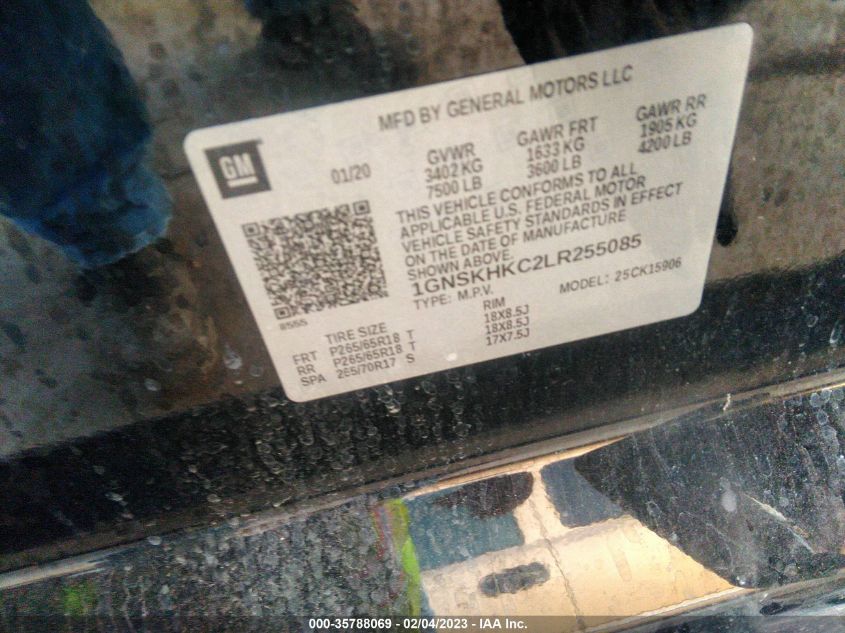 MFD BY GENERAL MOTORS LLC
GM
01/20
GVWR
3402 KG
7500 LB
GAWR FRT
1633 KG
3600 LB
GAWR RR
1905 KG
4200 LB
THIS VEHICLE CONFORMS TO ALL
APPLICABLE U.S. FEDERAL MOTOR
VEHICLE SAFETY STANDARDS IN EFFECT
ON THE DATE OF MANUFACTURE
SHOWN ABOVE.
1GNSKHKC2LR255085
TYPE: M.P.V. MODEL: 25CK15906
8555
TIRE SIZE RIM
FRT P265/65R18 T 18X8.5J
RR P265/65R18 T 18X8.5J
SPA 265/70R17 S 17X7.5J
000-35788069 - 02/04/2023 - IAA Inc.